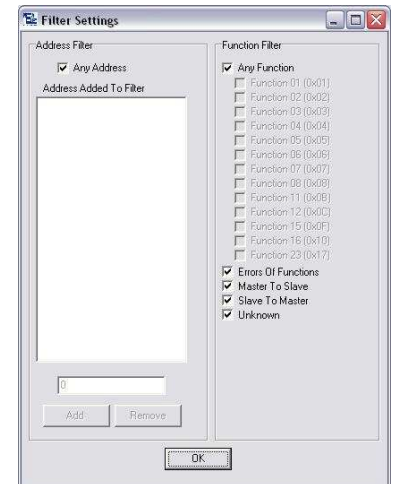 Filter Settings
Address Filter
Any Address
Address Added To Filter
0
Add
Remove
Function Filter
Any Function
Function 01 (0x01)
Function 02 (0x02)
Function 03 (0x03)
Function 04 (0x04)
Function 05 (0x05)
Function 06 (0x06)
Function 07 (0x07)
Function 08 (0x08)
Function 11 (0x0B)
Function 12 (0x0C)
Function 15 (0x0F)
Function 16 (0x10)
Function 23 (0x17)
Errors Of Functions
Master To Slave
Slave To Master
Unknown
OK